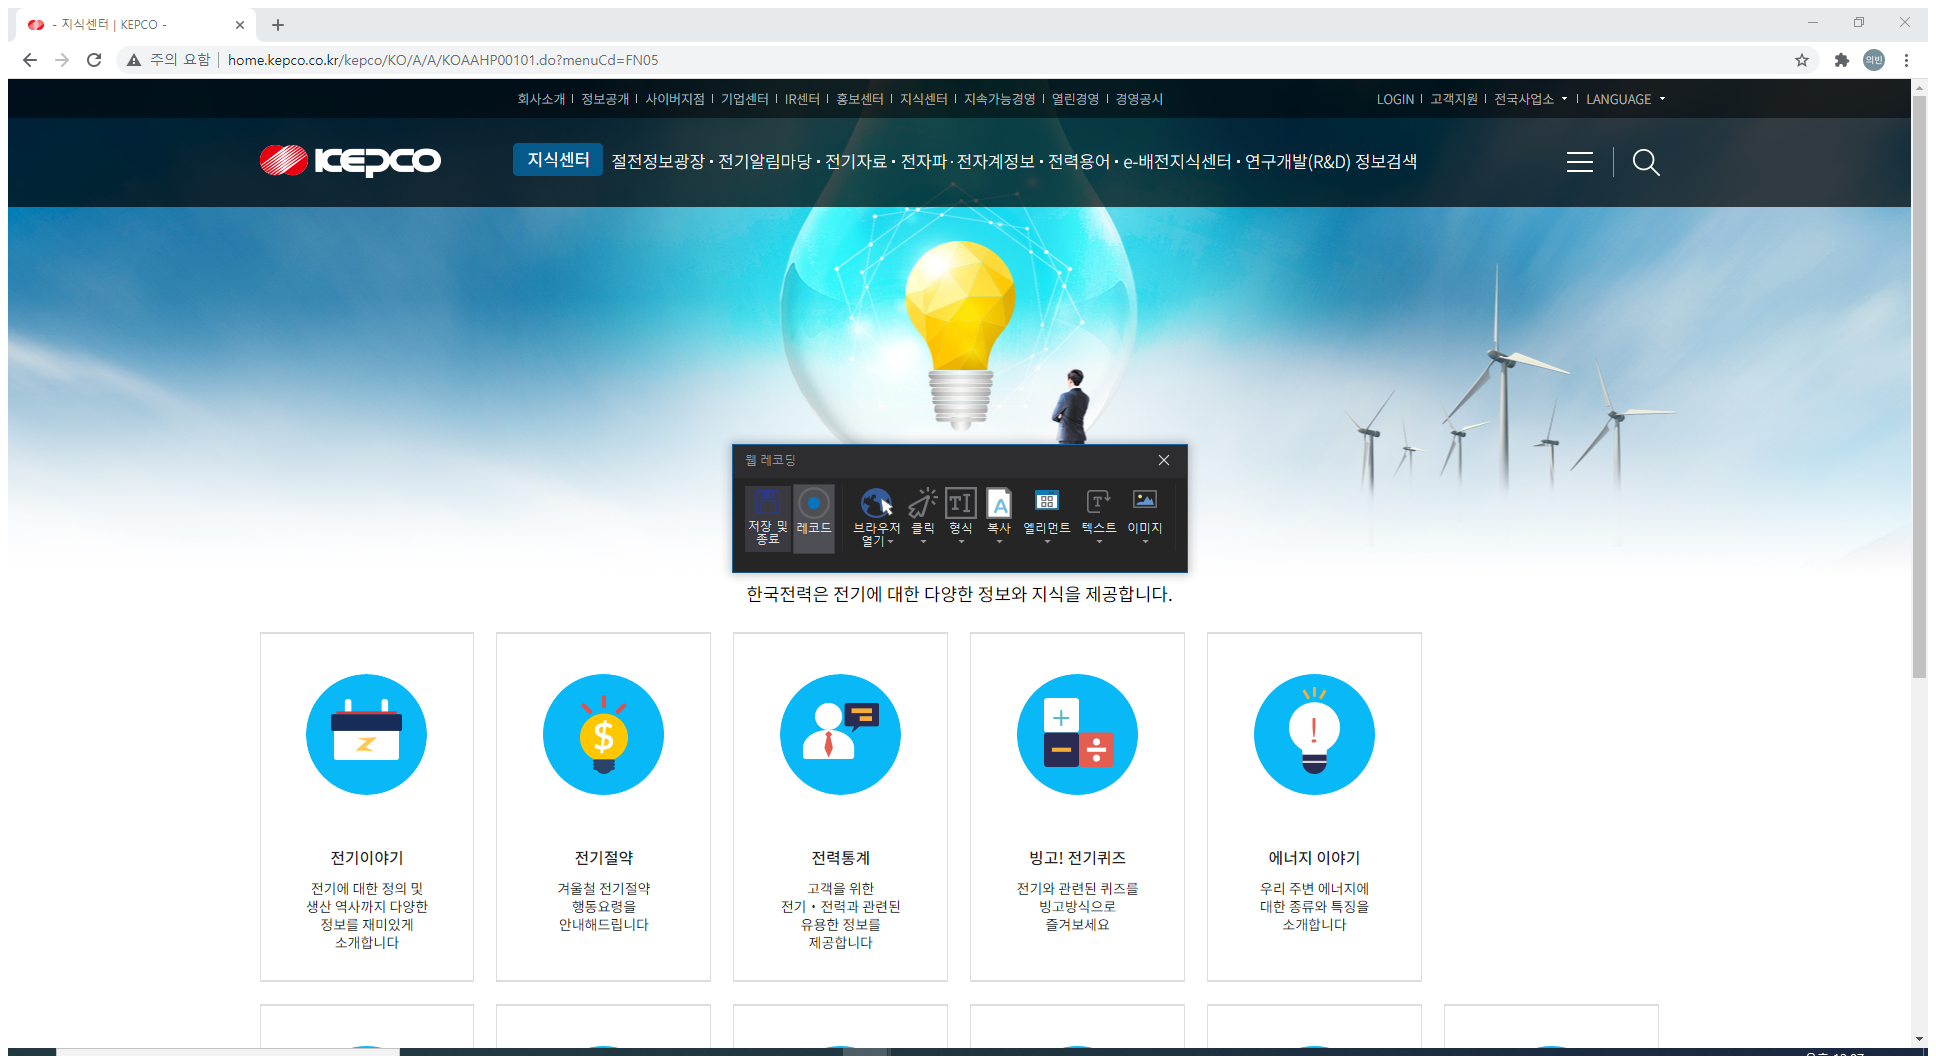 - 지식센터 | KEPCO -
주의 요함 | home.kepco.co.kr/kepco/KO/A/A/KOAAHP00101.do?menuCd=FN05
의빈
회사소개 | 정보공개 | 사이버지점 | 기업센터 | IR센터 | 홍보센터 | 지식센터 | 지속가능경영 | 열린경영 | 경영공시
LOGIN | 고객지원 | 전국사업소 | LANGUAGE
KEPCO
지식센터 절전정보광장 · 전기알림마당 · 전기자료 · 전자파 · 전자계정보 · 전력용어 · e-배전지식센터 · 연구개발(R&D) 정보검색
웹 레코딩
저장 및 종료
레코드
브라우저 열기
클릭
형식
복사
엘리먼트
텍스트
이미지
한국전력은 전기에 대한 다양한 정보와 지식을 제공합니다.
전기이야기
전기에 대한 정의 및
생산 역사까지 다양한
정보를 재미있게
소개합니다
전기절약
겨울철 전기절약
행동요령을
안내해드립니다
전력통계
고객을 위한
전기・전력과 관련된
유용한 정보를
제공합니다
빙고! 전기퀴즈
전기와 관련된 퀴즈를
빙고방식으로
즐겨보세요
에너지 이야기
우리 주변 에너지에
대한 종류와 특징을
소개합니다